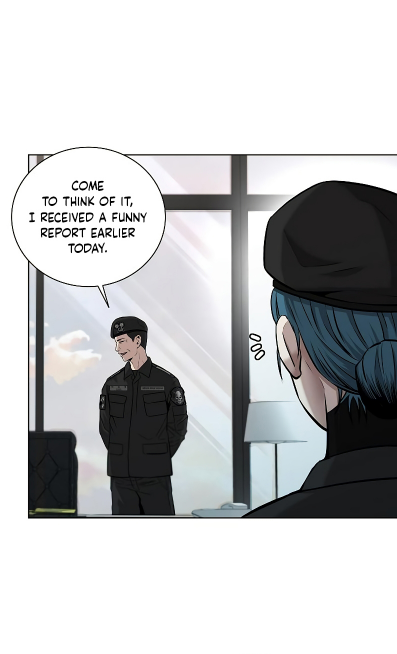 COME
TO THINK OF IT,
I RECEIVED A FUNNY
REPORT EARLIER
TODAY.